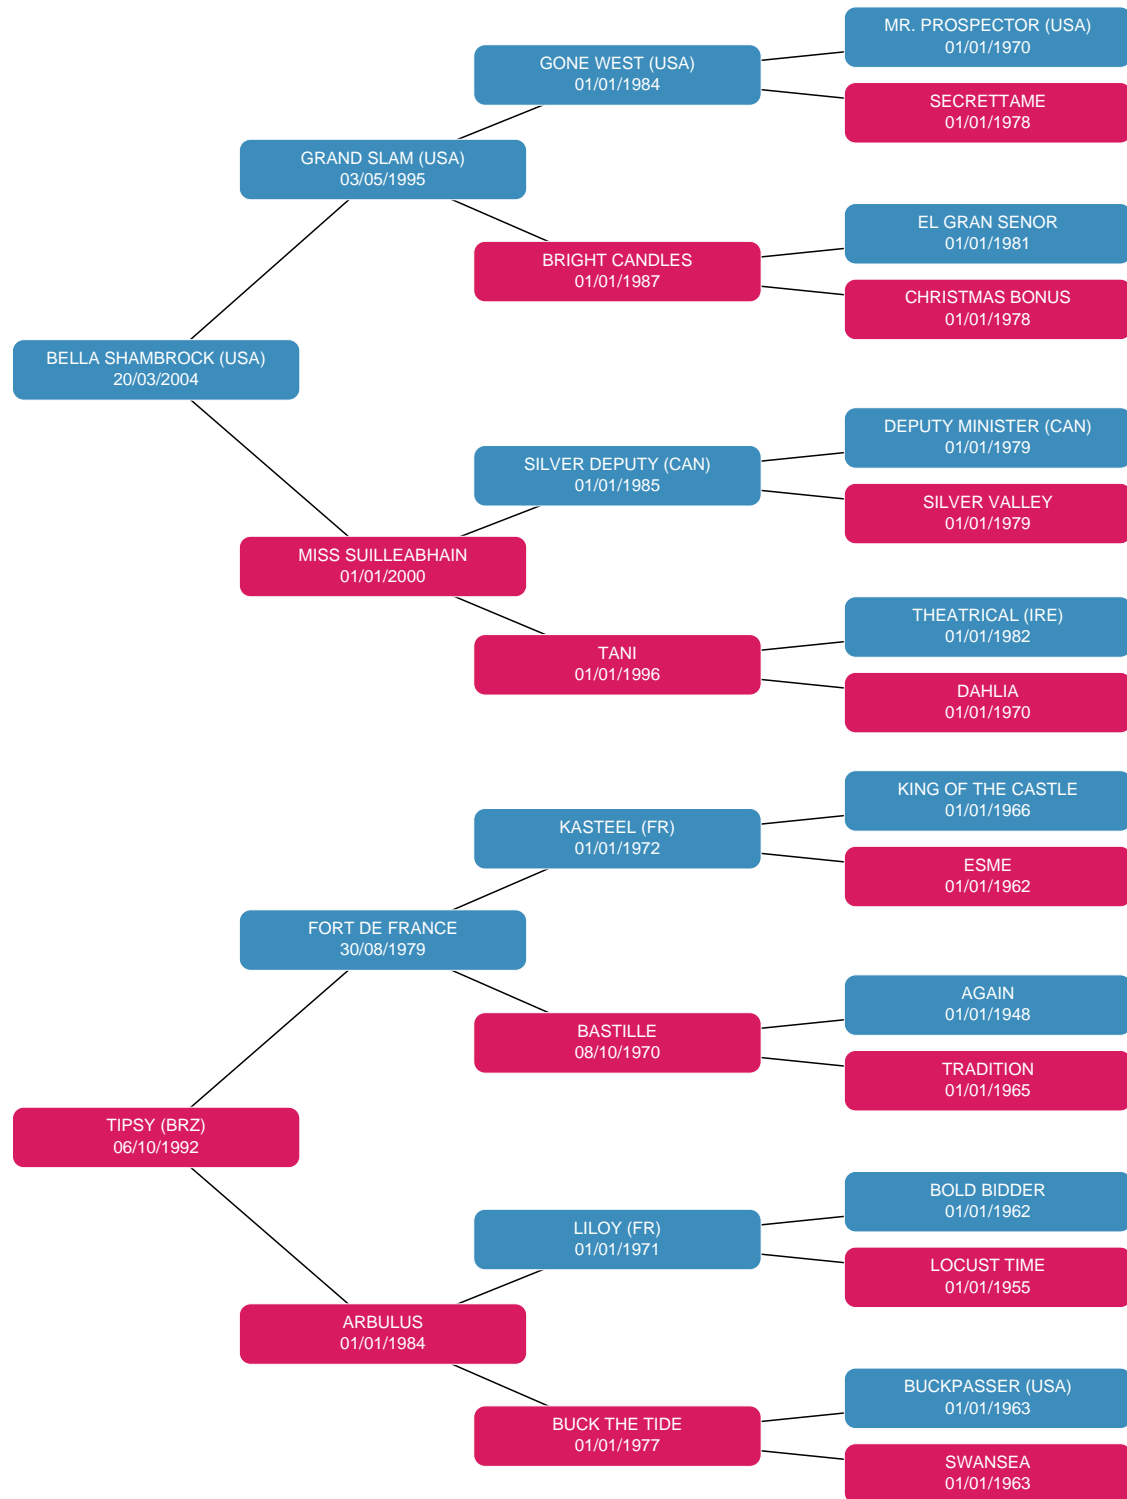 MR. PROSPECTOR (USA)
01/01/1970
GONE WEST (USA)
01/01/1984
SECRETTAME
01/01/1978
GRAND SLAM (USA)
03/05/1995
EL GRAN SENOR
01/01/1981
BRIGHT CANDLES
01/01/1987
CHRISTMAS BONUS
01/01/1978
BELLA SHAMBROCK (USA)
20/03/2004
DEPUTY MINISTER (CAN)
01/01/1979
SILVER DEPUTY (CAN)
01/01/1985
SILVER VALLEY
01/01/1979
MISS SUILLEABHAIN
01/01/2000
THEATRICAL (IRE)
01/01/1982
TANI
01/01/1996
DAHLIA
01/01/1970
KING OF THE CASTLE
01/01/1966
KASTEEL (FR)
01/01/1972
ESME
01/01/1962
FORT DE FRANCE
30/08/1979
AGAIN
01/01/1948
BASTILLE
08/10/1970
TRADITION
01/01/1965
TIPSY (BRZ)
06/10/1992
BOLD BIDDER
01/01/1962
LILOY (FR)
01/01/1971
LOCUST TIME
01/01/1955
ARBULUS
01/01/1984
BUCKPASSER (USA)
01/01/1963
BUCK THE TIDE
01/01/1977
SWANSEA
01/01/1963